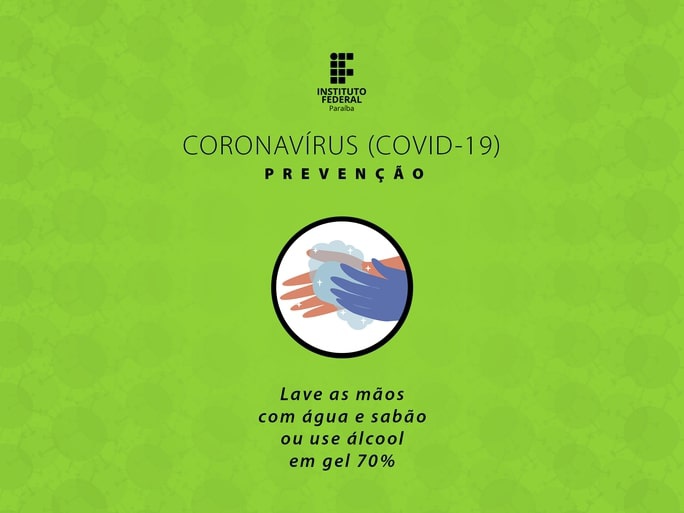 INSTITUTO
FEDERAL
Paraíba
CORONAVÍRUS (COVID-19)
PREVENÇÃO
Lave as mãos
com água e sabão
ou use álcool
em gel 70%